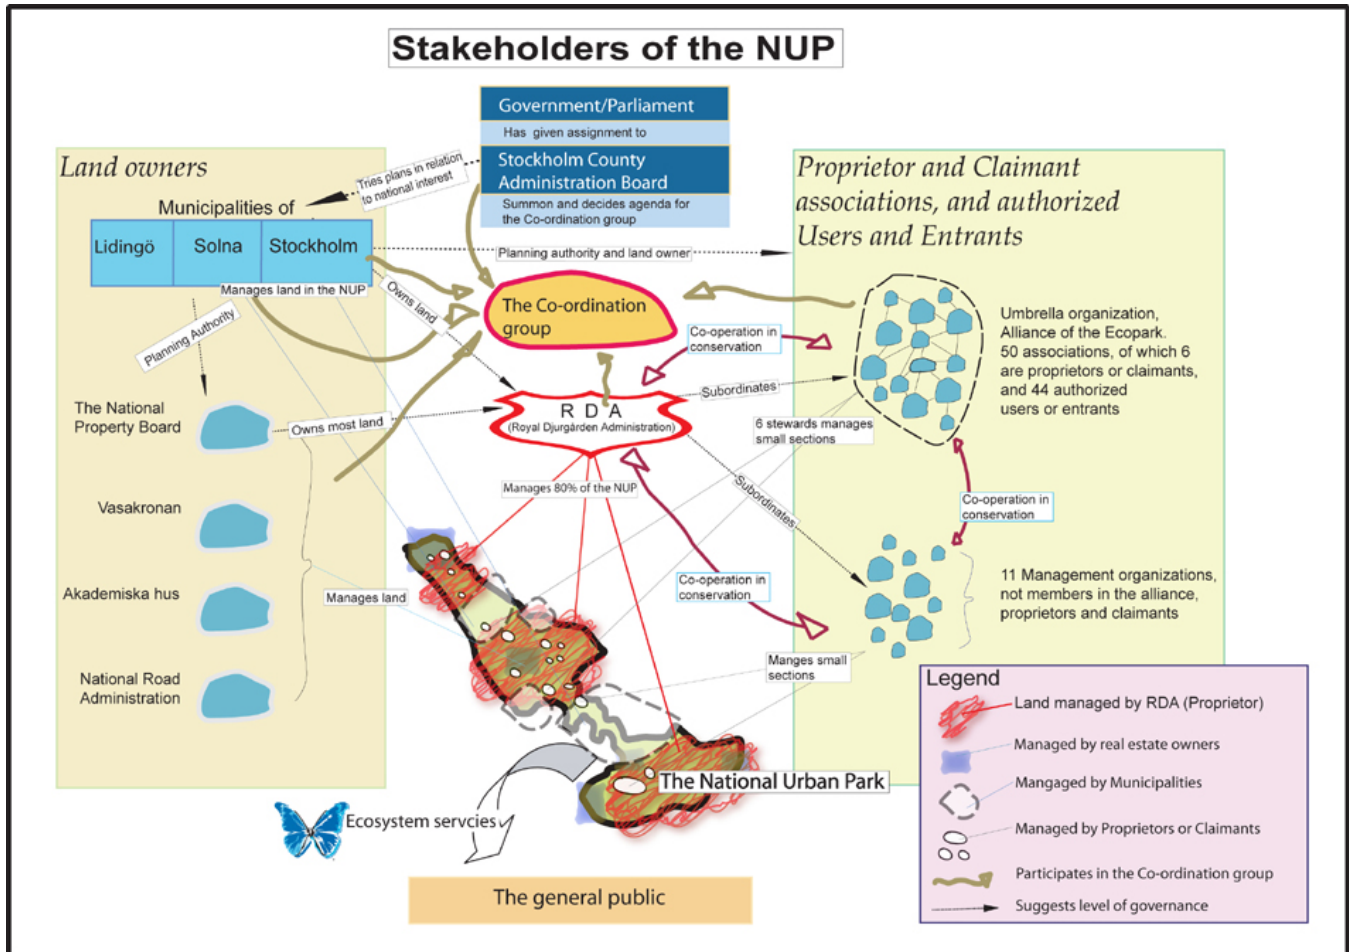 Stakeholders of the NUP
Government/Parliament
Has given assignment to
Stockholm County
Administration Board
Summon and decides agenda for
the Co-ordination group
Land owners
Tries plans in relation
to national interest
Municipalities of
Lidingö
Solna
Stockholm
Manages land in the NUP
Planning Authority
Owns land
Planning authority and land owner
The Co-ordination
group
Proprietor and Claimant
associations, and authorized
Users and Entrants
Umbrella organization,
Alliance of the Ecopark.
50 associations, of which 6
are proprietors or claimants,
and 44 authorized
users or entrants
Co-operation in
conservation
Subordinates
R D A
(Royal Djurgården Administration)
6 stewards manages
small sections
The National
Property Board
Owns most land
Manages 80% of the NUP
Subordinates
Co-operation in
conservation
Vasakronan
Akademiska hus
Manages land
Co-operation in
conservation
11 Management organizations,
not members in the alliance,
proprietors and claimants
National Road
Administration
Manges small
sections
The National Urban Park
Ecosystem servcies
The general public
Legend
Land managed by RDA (Proprietor)
Managed by real estate owners
Mangaged by Municipalities
Managed by Proprietors or Claimants
Participates in the Co-ordination group
Suggests level of governance